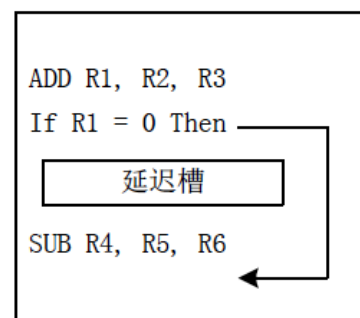 ADD R1, R2, R3
If R1 = 0 Then
延迟槽
SUB R4, R5, R6